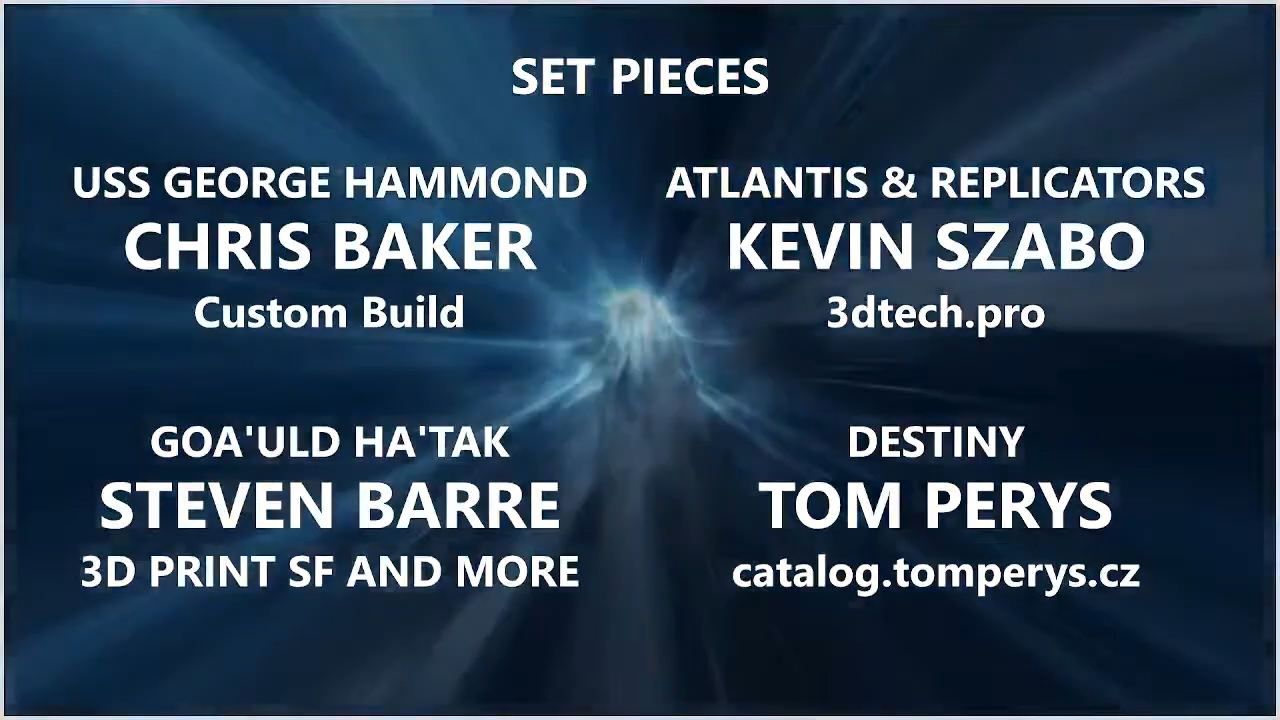 SET PIECES
USS GEORGE HAMMOND
CHRIS BAKER
Custom Build
ATLANTIS & REPLICATORS
KEVIN SZABO
3dtech.pro
GOA'ULD HA'TAK
STEVEN BARRE
3D PRINT SF AND MORE
DESTINY
TOM PERYS
catalog.tomperys.cz